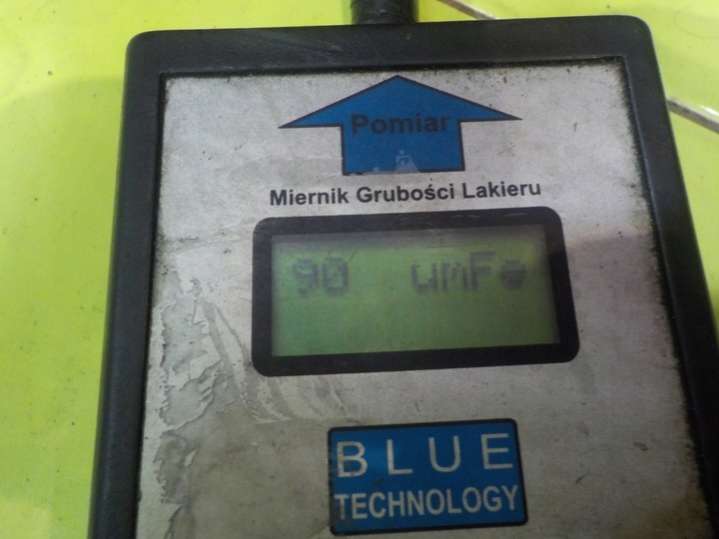 Pomiar
Miernik Grubości Lakieru
90 umFe
BLUE
TECHNOLOGY